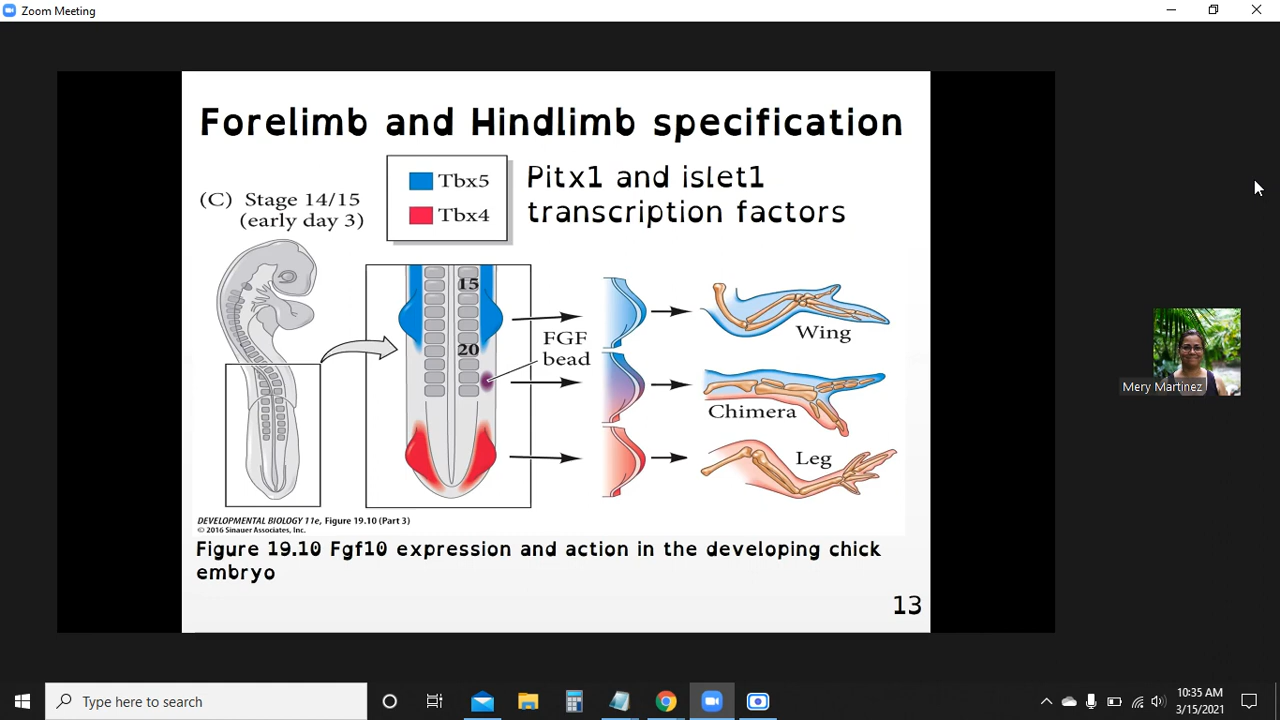 Zoom Meeting
Forelimb and Hindlimb specification
(C) Stage 14/15
(early day 3)
Tbx5
Tbx4
Pitx1 and islet1
transcription factors
15
20
FGF
bead
Wing
Chimera
Leg
DEVELOPMENTAL BIOLOGY 11e, Figure 19.10 (Part 3)
© 2016 Sinauer Associates, Inc.
Figure 19.10 Fgf10 expression and action in the developing chick
embryo
13
Mery Martinez
Type here to search
10:35 AM
3/15/2021